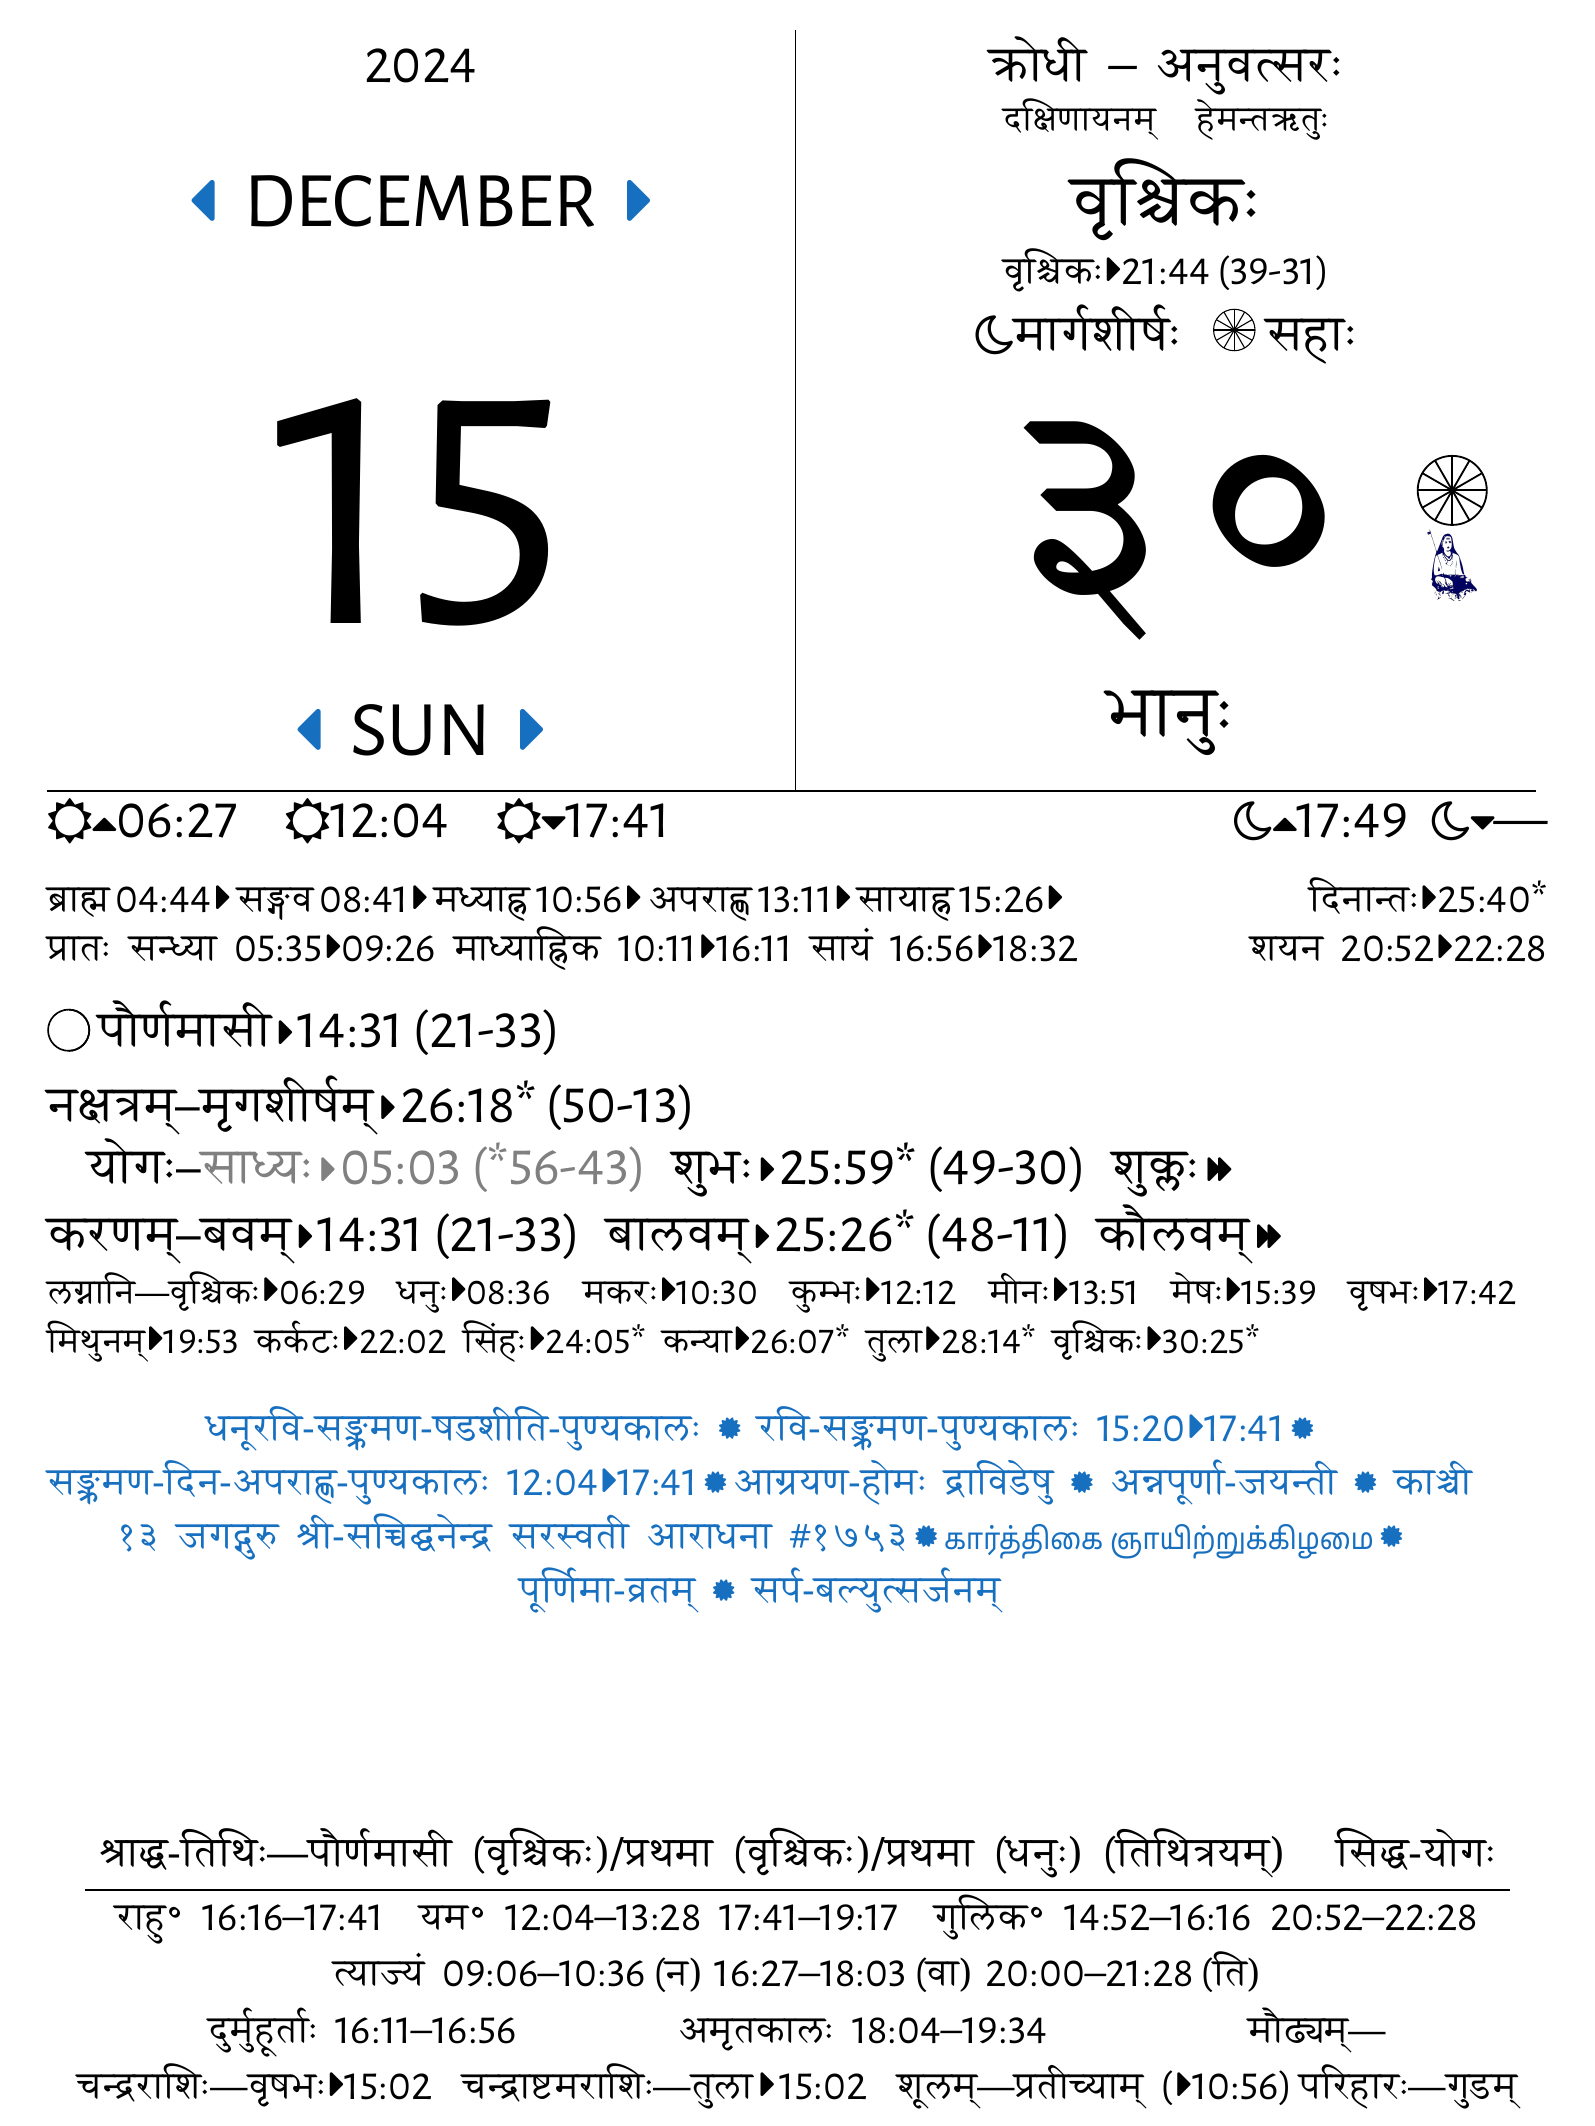 2024
DECEMBER
15
SUN
क्रोधी – अनुवत्सरः
दक्षिणायनम् हेमन्तऋतुः
वृश्चिकः
वृश्चिकः⏵21:44 (39-31)
मार्गशीर्षः सहाः
३०
भानुः
06:27 12:04 17:41 17:49 —
ब्राह्म 04:44⏵ सङ्गव 08:41⏵ मध्याह्न 10:56⏵ अपराह्ण 13:11⏵ सायाह्न 15:26⏵ दिनान्तः⏵25:40*
प्रातः सन्ध्या 05:35⏵09:26 माध्याह्निक 10:11⏵16:11 सायं 16:56⏵18:32 शयन 20:52⏵22:28
पौर्णमासी⏵14:31 (21-33)
नक्षत्रम्–मृगशीर्षम्⏵26:18* (50-13)
योगः–साध्यः⏵05:03 (*56-43) शुभः⏵25:59* (49-30) शुक्लः⏵⏵
करणम्–बवम्⏵14:31 (21-33) बालवम्⏵25:26* (48-11) कौलवम्⏵⏵
लग्नानि—वृश्चिकः⏵06:29 धनुः⏵08:36 मकरः⏵10:30 कुम्भः⏵12:12 मीनः⏵13:51 मेषः⏵15:39 वृषभः⏵17:42
मिथुनम्⏵19:53 कर्कटः⏵22:02 सिंहः⏵24:05* कन्या⏵26:07* तुला⏵28:14* वृश्चिकः⏵30:25*
धनूरवि-सङ्क्रमण-षडशीति-पुण्यकालः ✹ रवि-सङ्क्रमण-पुण्यकालः 15:20⏵17:41✹
सङ्क्रमण-दिन-अपराह्ण-पुण्यकालः 12:04⏵17:41✹आग्रयण-होमः द्राविडेषु ✹ अन्नपूर्णा-जयन्ती ✹ काञ्ची
१३ जगद्गुरु श्री-सच्चिद्घनेन्द्र सरस्वती आराधना #१७५३✹கார்த்திகை ஞாயிற்றுக்கிழமை✹
पूर्णिमा-व्रतम् ✹ सर्प-बल्युत्सर्जनम्
श्राद्ध-तिथिः—पौर्णमासी (वृश्चिकः)/प्रथमा (वृश्चिकः)/प्रथमा (धनुः) (तिथित्रयम्) सिद्ध-योगः
राहु° 16:16–17:41 यम° 12:04–13:28 17:41–19:17 गुलिक° 14:52–16:16 20:52–22:28
त्याज्यं 09:06–10:36 (न) 16:27–18:03 (वा) 20:00–21:28 (ति)
दुर्मुहूर्ताः 16:11–16:56 अमृतकालः 18:04–19:34 मौढ्यम्—
चन्द्रराशिः—वृषभः⏵15:02 चन्द्राष्टमराशिः—तुला⏵15:02 शूलम्—प्रतीच्याम् (⏵10:56) परिहारः—गुडम्